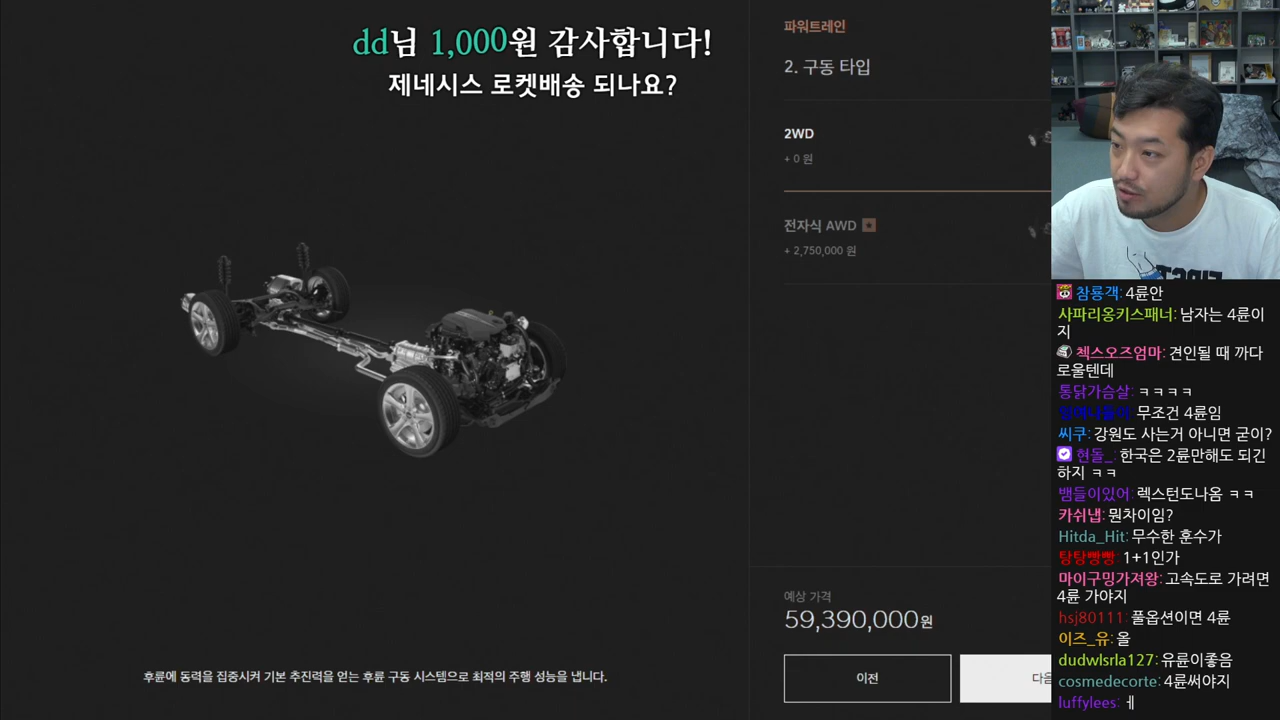 dd님 1,000원 감사합니다!
제네시스 로켓배송 되나요?
파워트레인
2. 구동 타입
2WD
+ 0 원
전자식 AWD
+ 2,750,000 원
예상 가격
59,390,000원
이전
다음
후륜에 동력을 집중시켜 기본 추진력을 얻는 후륜 구동 시스템으로 최적의 주행 성능을 냅니다.
참룡객: 4륜안
사파리옹키스패너: 남자는 4륜이
지
첵스오즈엄마: 견인될 때 까다
로울텐데
통닭가슴살: ㅋㅋㅋㅋ
무조건 4륜임
씨쿠: 강원도 사는거 아니면 굳이?
현돌_: 한국은 2륜만해도 되긴
하지 ㅋㅋ
뱀들이있어: 렉스턴도나옴 ㅋㅋ
카쉬냅: 뭔차이임?
Hitda_Hit: 무수한 훈수가
탕탕빵빵: 1+1인가
마이구밍가져왕: 고속도로 가려면
4륜 가야지
hsj80111: 풀옵션이면 4륜
이즈_유: 올
dudwlsrla127: 유륜이좋음
cosmedecorte: 4륜써야지
luffylees: ㅔ